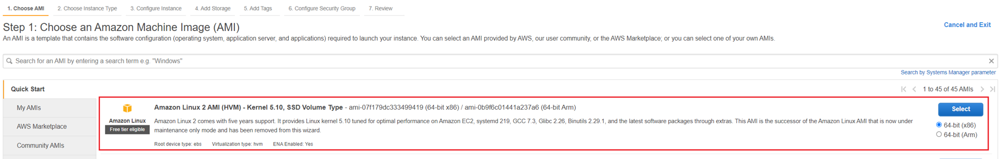 1. Choose AMI 2. Choose Instance Type 3. Configure Instance 4. Add Storage 5. Add Tags 6. Configure Security Group 7. Review
Step 1: Choose an Amazon Machine Image (AMI)
Cancel and Exit
An AMI is a template that contains the software configuration (operating system, application server, and applications) required to launch your instance. You can select an AMI provided by AWS, our user community, or the AWS Marketplace; or you can select one of your own AMIs.
Search for an AMI by entering a search term e.g. "Windows"
Search by Systems Manager parameter
Quick Start
1 to 45 of 45 AMIs
My AMIs
AWS Marketplace
Community AMIs
Amazon Linux
Free tier eligible
Amazon Linux 2 AMI (HVM) - Kernel 5.10, SSD Volume Type - ami-07f179dc333499419 (64-bit x86) / ami-0b9f6c01441a237a6 (64-bit Arm)
Amazon Linux 2 comes with five years support. It provides Linux kernel 5.10 tuned for optimal performance on Amazon EC2, systemd 219, GCC 7.3, Glibc 2.26, Binutils 2.29.1, and the latest software packages through extras. This AMI is the successor of the Amazon Linux AMI that is now under
maintenance only mode and has been removed from this wizard.
Root device type: ebs Virtualization type: hvm ENA Enabled: Yes
Select
64-bit (x86)
64-bit (Arm)